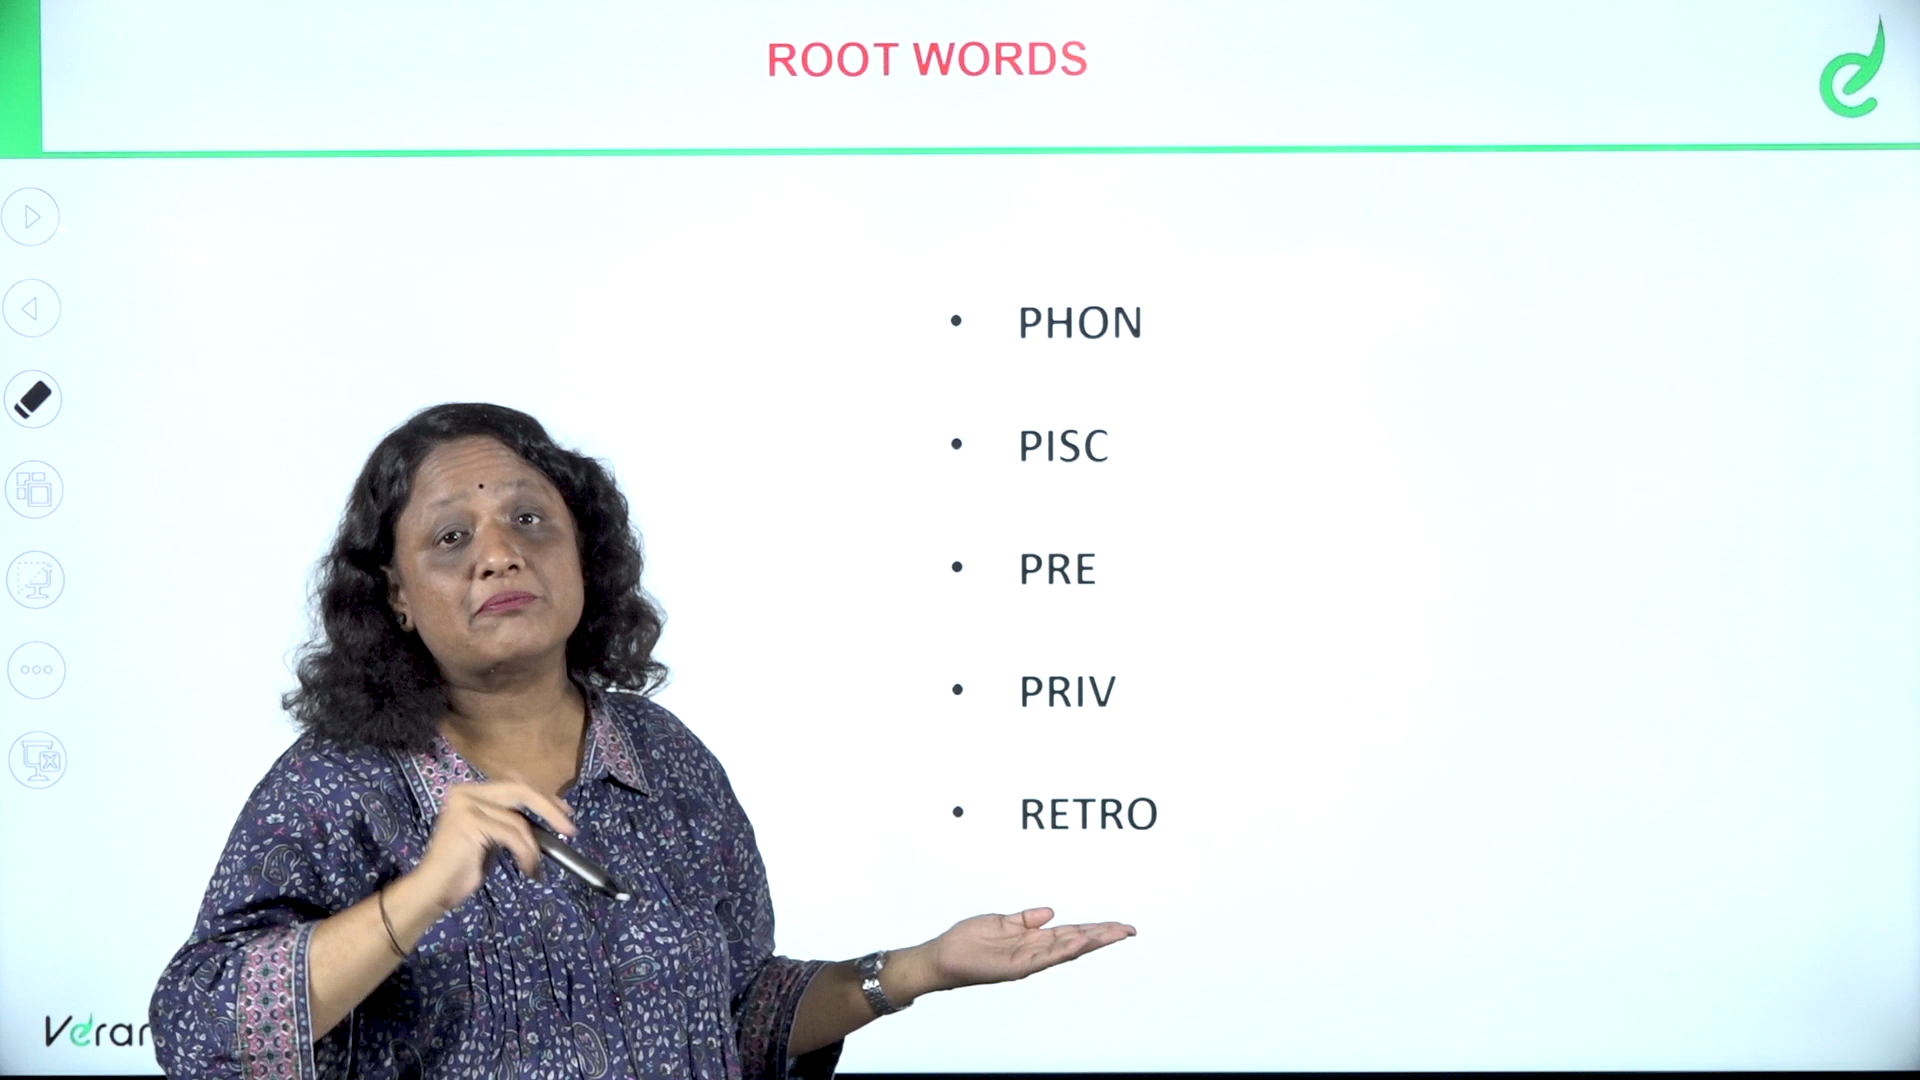 ROOT WORDS
• PHON
• PISC
• PRE
• PRIV
• RETRO